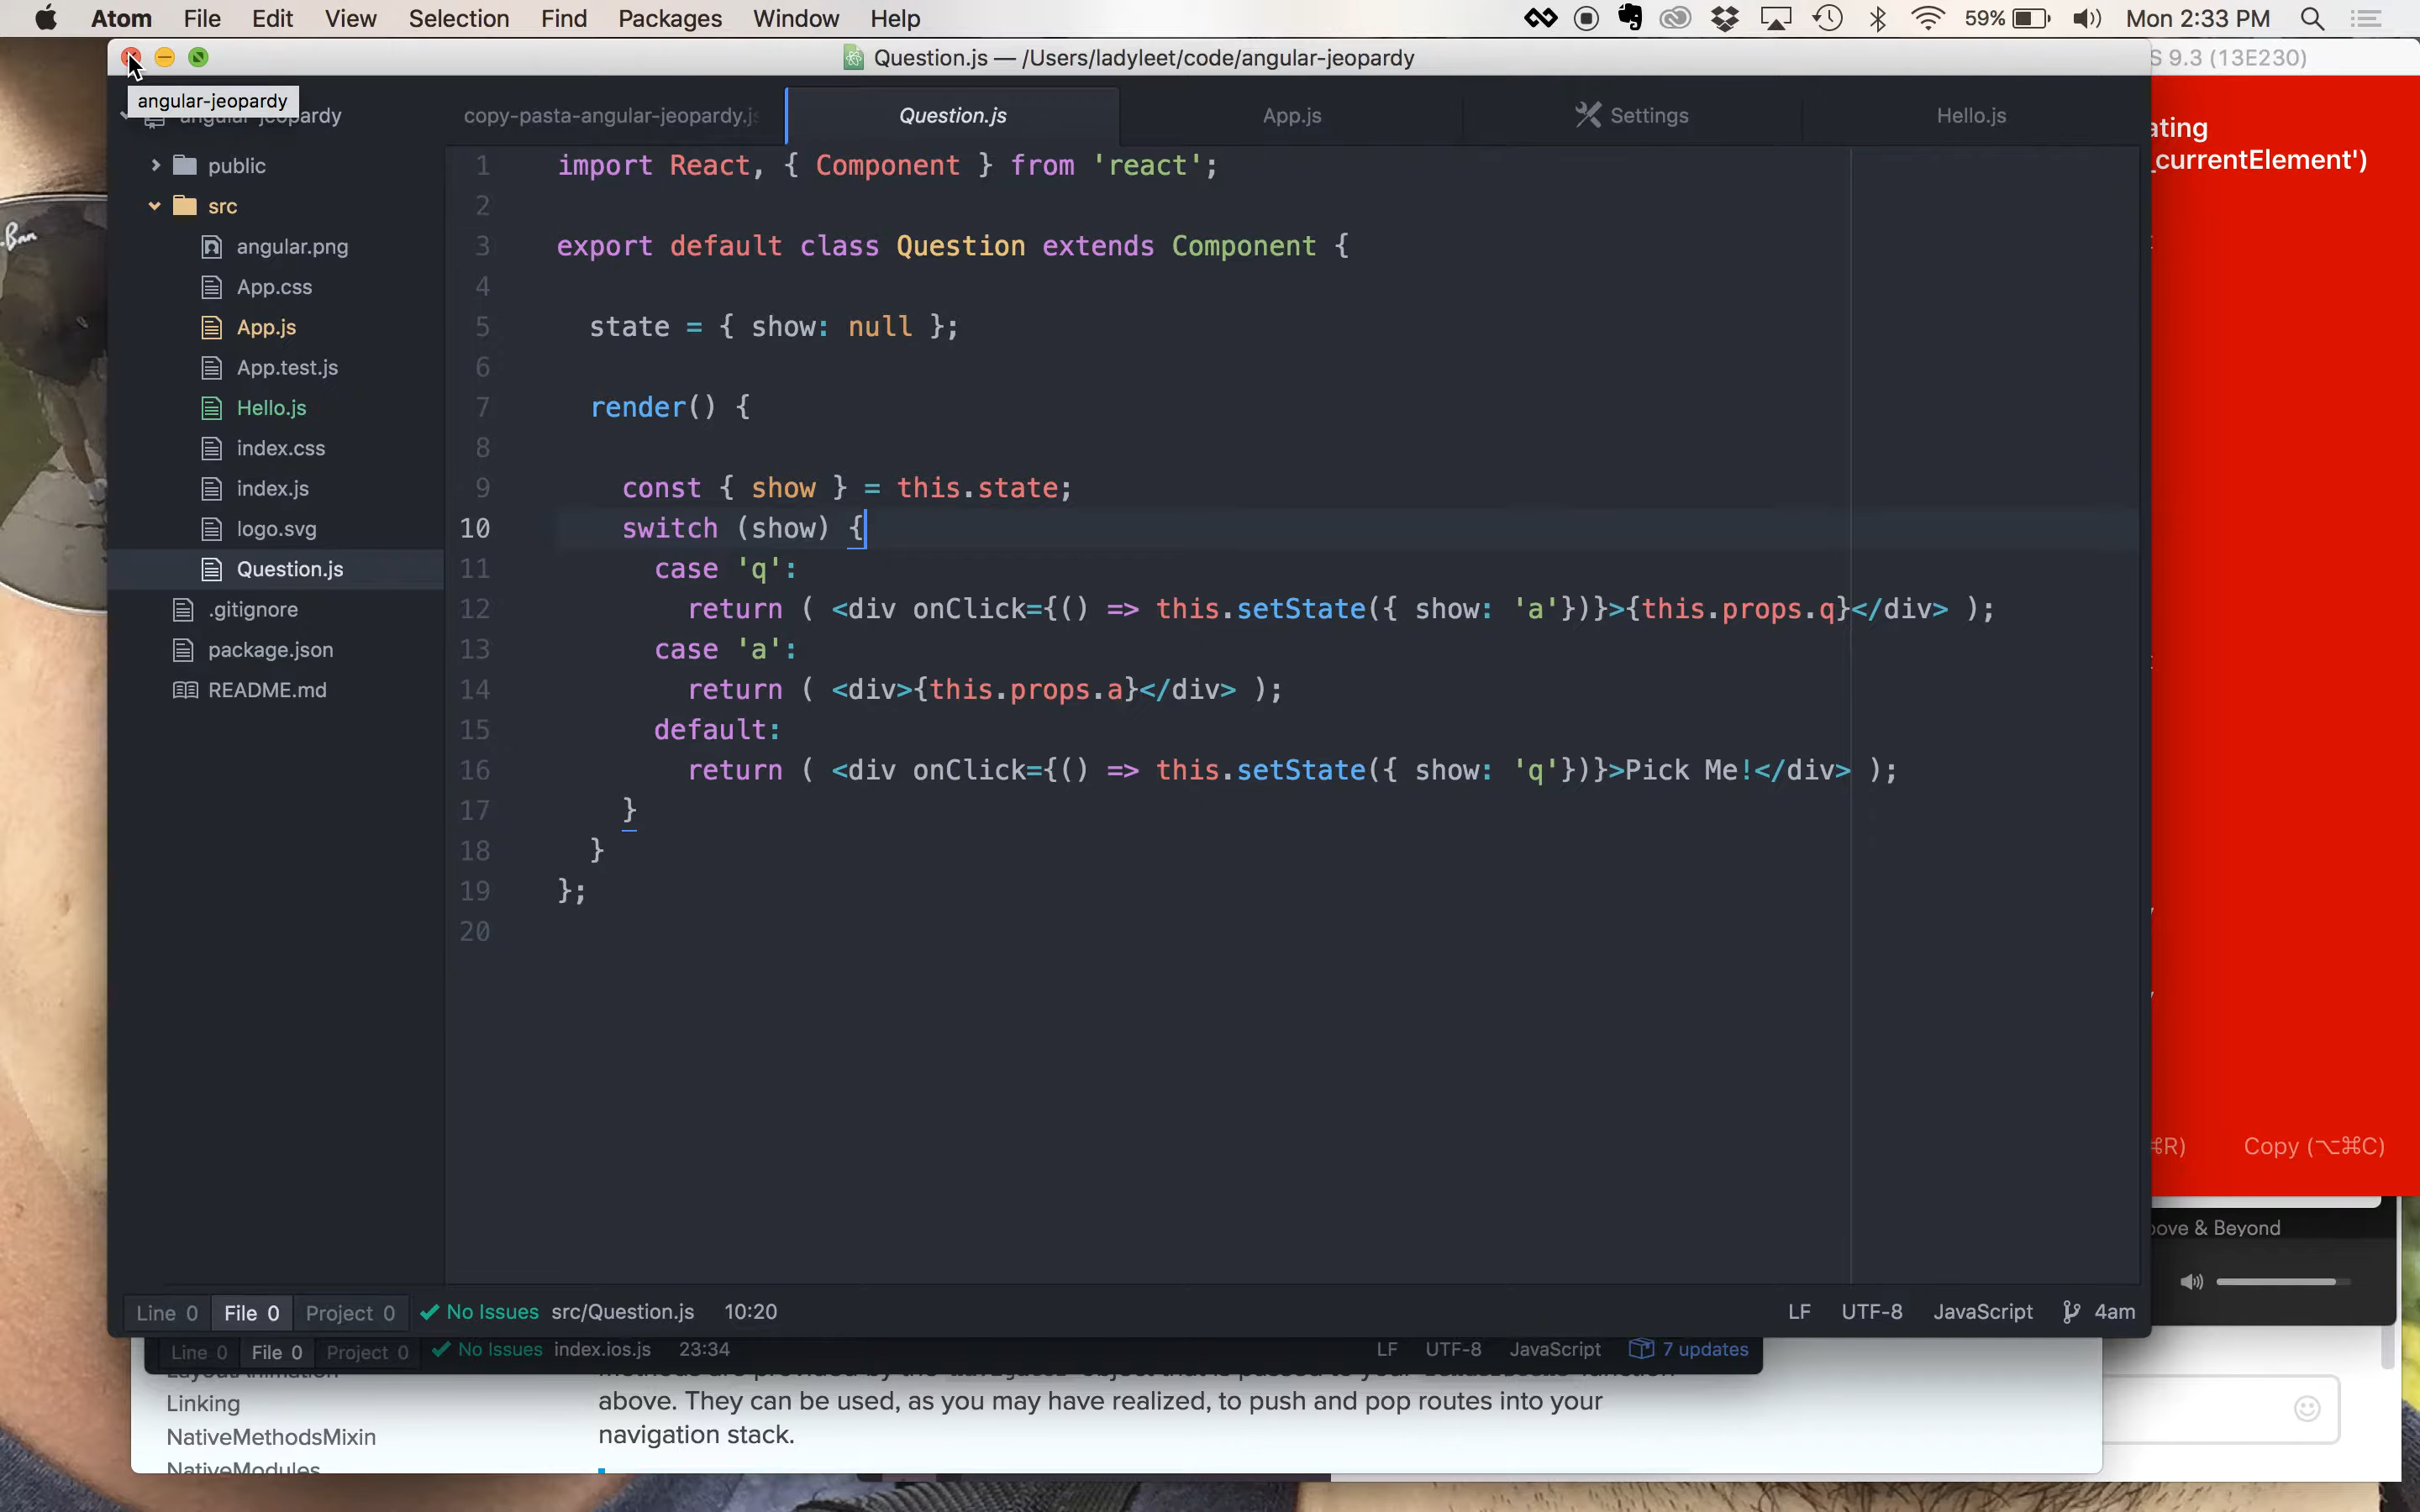 Atom File Edit View Selection Find Packages Window Help 59% Mon 2:33 PM
Question.js — /Users/ladyleet/code/angular-jeopardy
S 9.3 (13E230)
angular-jeopardy
angular-jeopardy
copy-pasta-angular-jeopardy.js Question.js App.js Settings Hello.js
public
src
angular.png
App.css
App.js
App.test.js
Hello.js
index.css
index.js
logo.svg
Question.js
.gitignore
package.json
README.md
1 import React, { Component } from 'react';
2
3 export default class Question extends Component {
4
5 state = { show: null };
6
7 render() {
8
9 const { show } = this.state;
10 switch (show) {
11 case 'q':
12 return ( <div onClick={() => this.setState({ show: 'a'})}>{this.props.q}</div> );
13 case 'a':
14 return ( <div>{this.props.a}</div> );
15 default:
16 return ( <div onClick={() => this.setState({ show: 'q'})}>Pick Me!</div> );
17 }
18 }
19 };
20
ating
_currentElement')
⌘R) Copy (⌥⌘C)
ove & Beyond
Line 0 File 0 Project 0 No Issues src/Question.js 10:20 LF UTF-8 JavaScript 4am
Line 0 File 0 Project 0 No Issues index.ios.js 23:34 LF UTF-8 JavaScript 7 updates
above. They can be used, as you may have realized, to push and pop routes into your
navigation stack.
Linking
NativeMethodsMixin
NativeModules